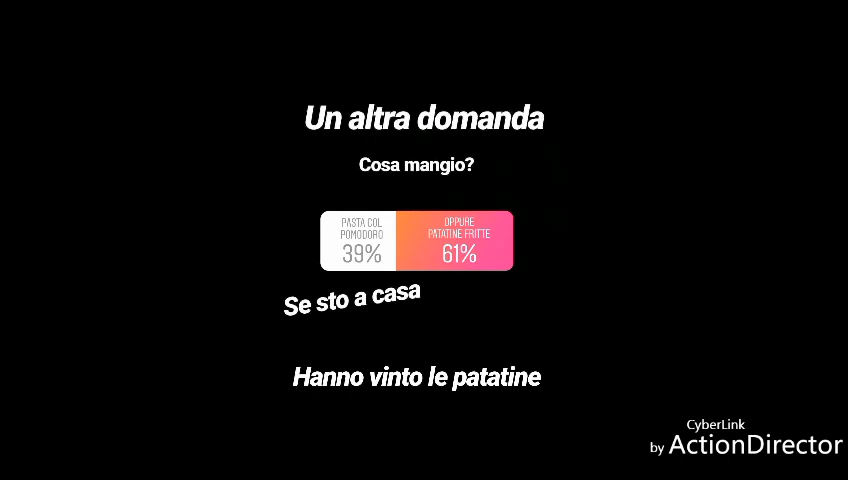 Un altra domanda
Cosa mangio?
PASTA COL
POMODORO
39%
OPPURE
PATATINE FRITTE
61%
Se sto a casa
Hanno vinto le patatine
CyberLink
by ActionDirector